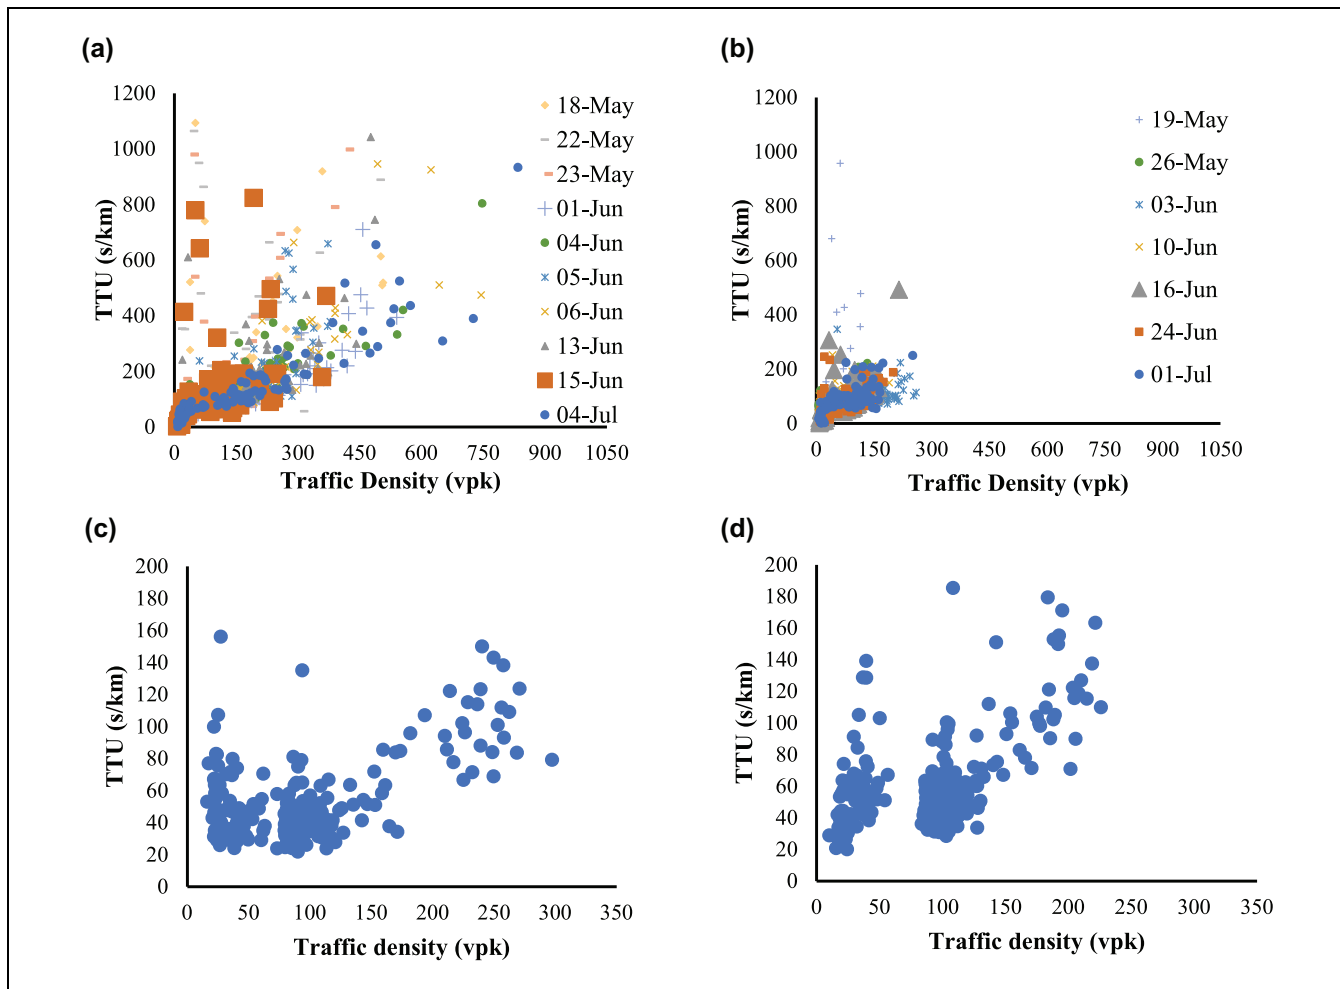 (a)
1200
1000
800
600
400
200
0
TTU (s/km)
0 150 300 450 600 750 900 1050
Traffic Density (vpk)
18-May
22-May
23-May
01-Jun
04-Jun
05-Jun
06-Jun
13-Jun
15-Jun
04-Jul
(b)
1200
1000
800
600
400
200
0
TTU (s/km)
0 150 300 450 600 750 900 1050
Traffic Density (vpk)
19-May
26-May
03-Jun
10-Jun
16-Jun
24-Jun
01-Jul
(c)
200
180
160
140
120
100
80
60
40
20
0
TTU (s/km)
0 50 100 150 200 250 300 350
Traffic density (vpk)
(d)
200
180
160
140
120
100
80
60
40
20
0
TTU (s/km)
0 50 100 150 200 250 300 350
Traffic density (vpk)